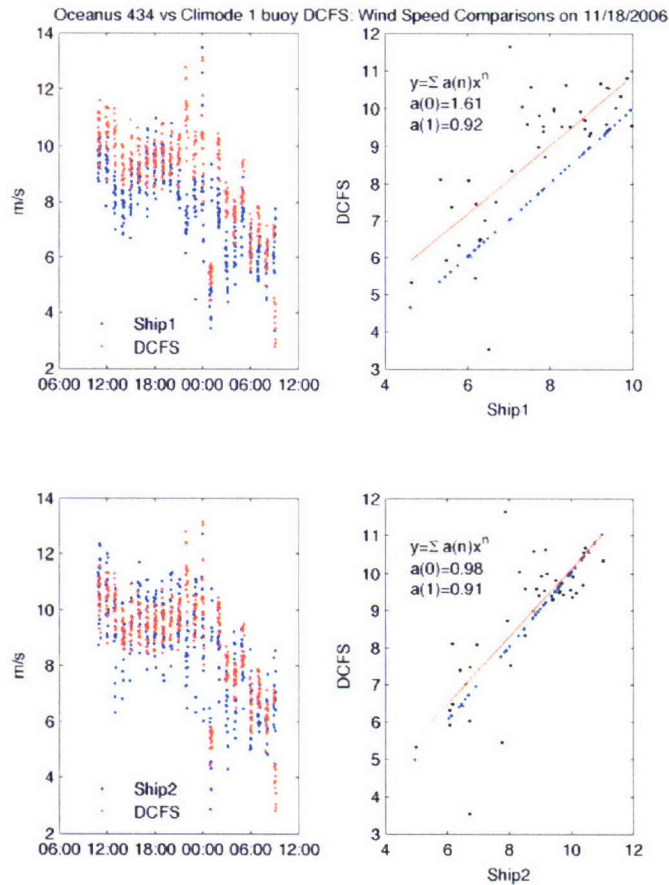 Oceanus 434 vs Climode 1 buoy DCFS: Wind Speed Comparisons on 11/18/2006
14
12
10
8
6
4
2
m/s
Ship1
DCFS
06:00 12:00 18:00 00:00 06:00 12:00
12
11
10
9
8
7
6
5
4
3
DCFS
y=Σ a(n)x^n
a(0)=1.61
a(1)=0.92
4 6 8 10
Ship1
14
12
10
8
6
4
2
m/s
Ship2
DCFS
06:00 12:00 18:00 00:00 06:00 12:00
12
11
10
9
8
7
6
5
4
3
DCFS
y=Σ a(n)x^n
a(0)=0.98
a(1)=0.91
4 6 8 10 12
Ship2